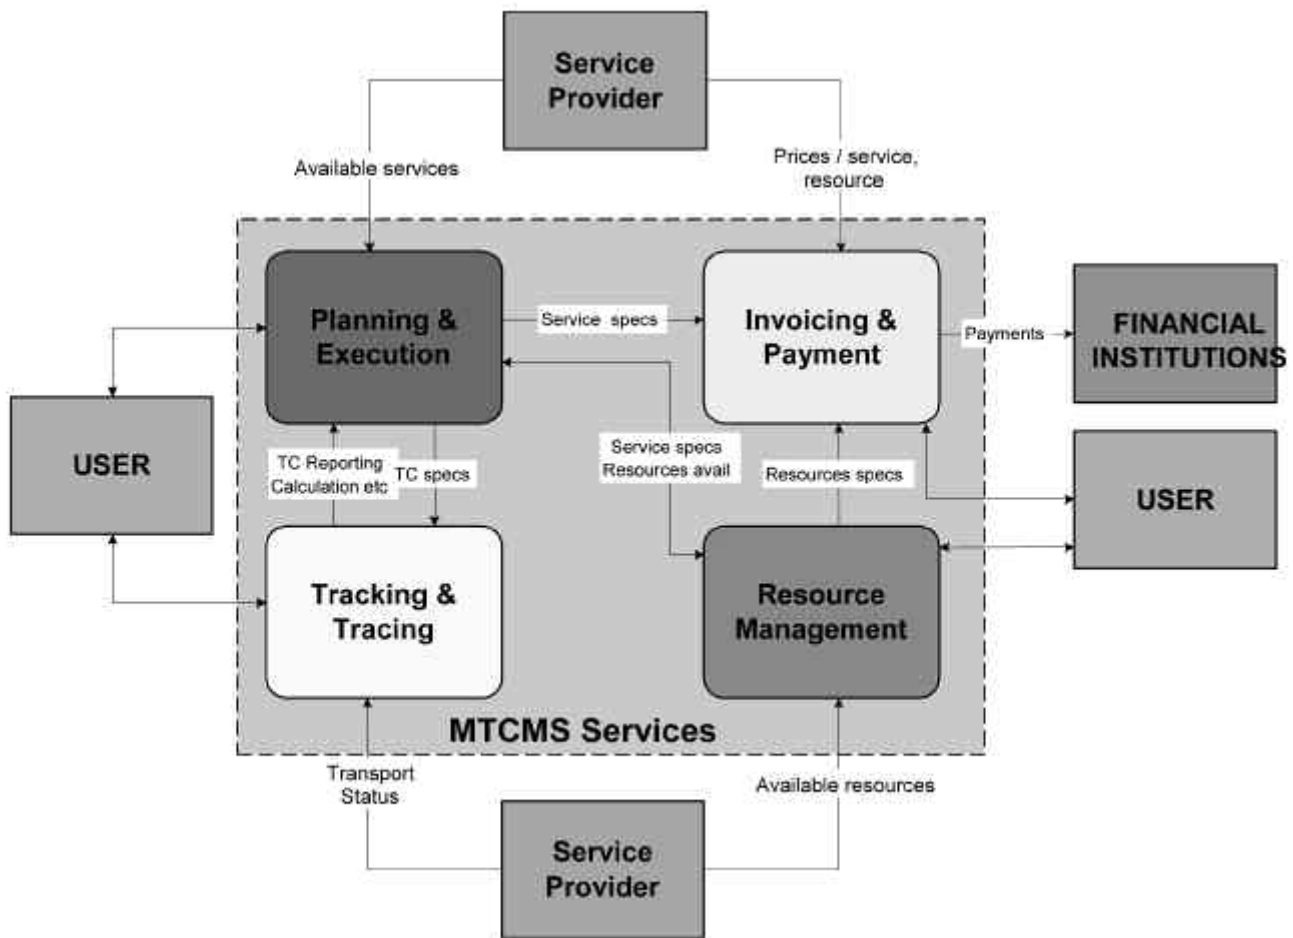 Service
Provider
Available services
Prices / service,
resource
Planning &
Execution
Service specs
Invoicing &
Payment
Payments
FINANCIAL
INSTITUTIONS
USER
TC Reporting
Calculation etc
TC specs
Service specs
Resources avail
Resources specs
USER
Tracking &
Tracing
Resource
Management
MTCMS Services
Transport
Status
Available resources
Service
Provider